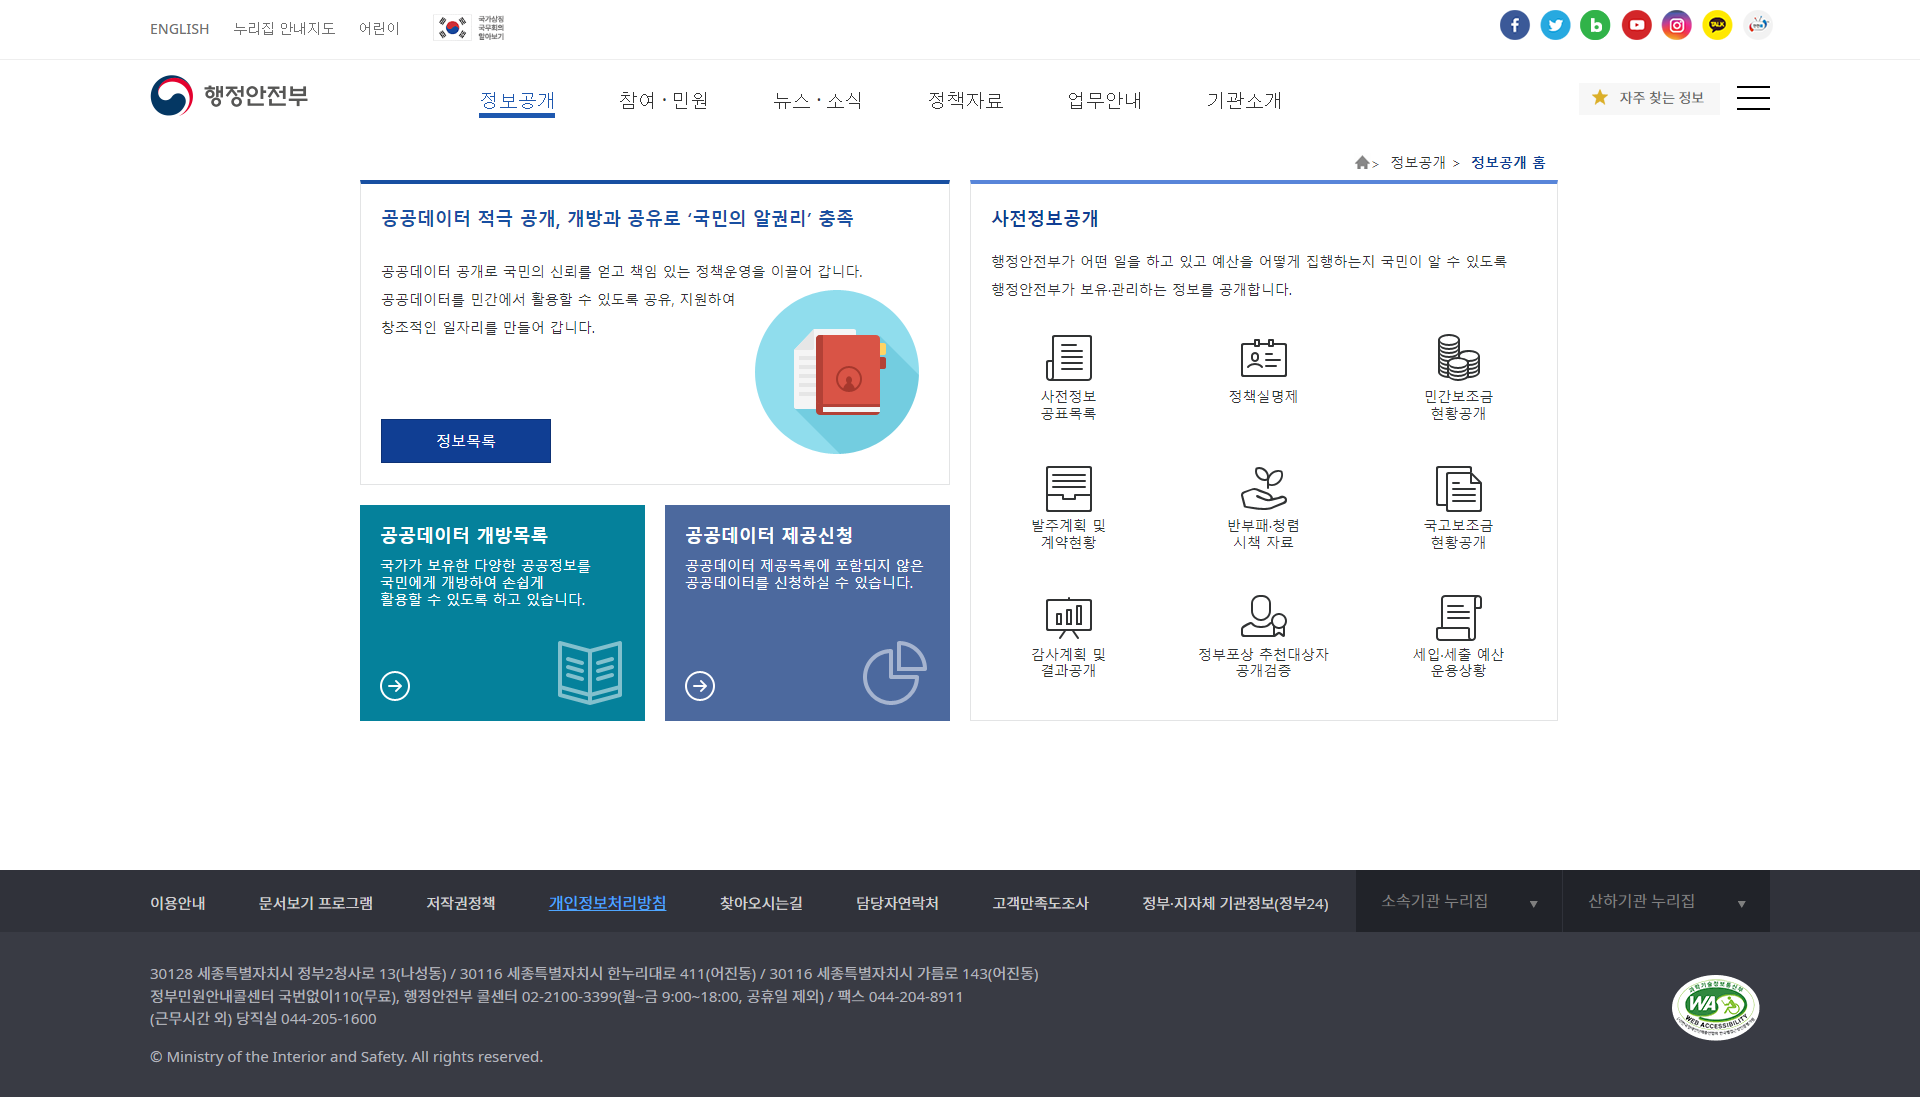 ENGLISH 누리집 안내지도 어린이 국가상징
국무회의
알아보기
TALK
행정안전부 정보공개 참여 · 민원 뉴스 · 소식 정책자료 업무안내 기관소개 자주 찾는 정보
> 정보공개 > 정보공개 홈
공공데이터 적극 공개, 개방과 공유로 ‘국민의 알권리’ 충족
공공데이터 공개로 국민의 신뢰를 얻고 책임 있는 정책운영을 이끌어 갑니다.
공공데이터를 민간에서 활용할 수 있도록 공유, 지원하여
창조적인 일자리를 만들어 갑니다.
정보목록
공공데이터 개방목록
국가가 보유한 다양한 공공정보를
국민에게 개방하여 손쉽게
활용할 수 있도록 하고 있습니다.
공공데이터 제공신청
공공데이터 제공목록에 포함되지 않은
공공데이터를 신청하실 수 있습니다.
사전정보공개
행정안전부가 어떤 일을 하고 있고 예산을 어떻게 집행하는지 국민이 알 수 있도록
행정안전부가 보유·관리하는 정보를 공개합니다.
사전정보
공표목록
정책실명제
민간보조금
현황공개
발주계획 및
계약현황
반부패·청렴
시책 자료
국고보조금
현황공개
감사계획 및
결과공개
정부포상 추천대상자
공개검증
세입·세출 예산
운용상황
이용안내 문서보기 프로그램 저작권정책 개인정보처리방침 찾아오시는길 담당자연락처 고객만족도조사 정부·지자체 기관정보(정부24) 소속기관 누리집 ▼ 산하기관 누리집 ▼
30128 세종특별자치시 정부2청사로 13(나성동) / 30116 세종특별자치시 한누리대로 411(어진동) / 30116 세종특별자치시 가름로 143(어진동)
정부민원안내콜센터 국번없이110(무료), 행정안전부 콜센터 02-2100-3399(월~금 9:00~18:00, 공휴일 제외) / 팩스 044-204-8911
(근무시간 외) 당직실 044-205-1600
© Ministry of the Interior and Safety. All rights reserved.
과학기술정보통신부
WA
WEB ACCESSIBILITY